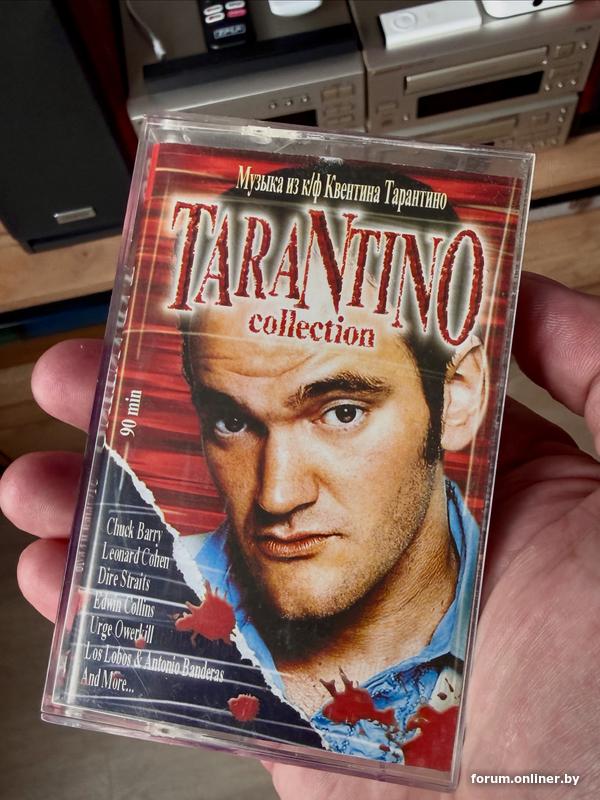 Музыка из к/ф Квентина Тарантино
TARANTINO
collection
90 min
Chuck Barry
Leonard Cohen
Dire Straits
Edwin Collins
Urge Owerkill
Los Lobos & Antonio Banderas
And More...
forum.onliner.by